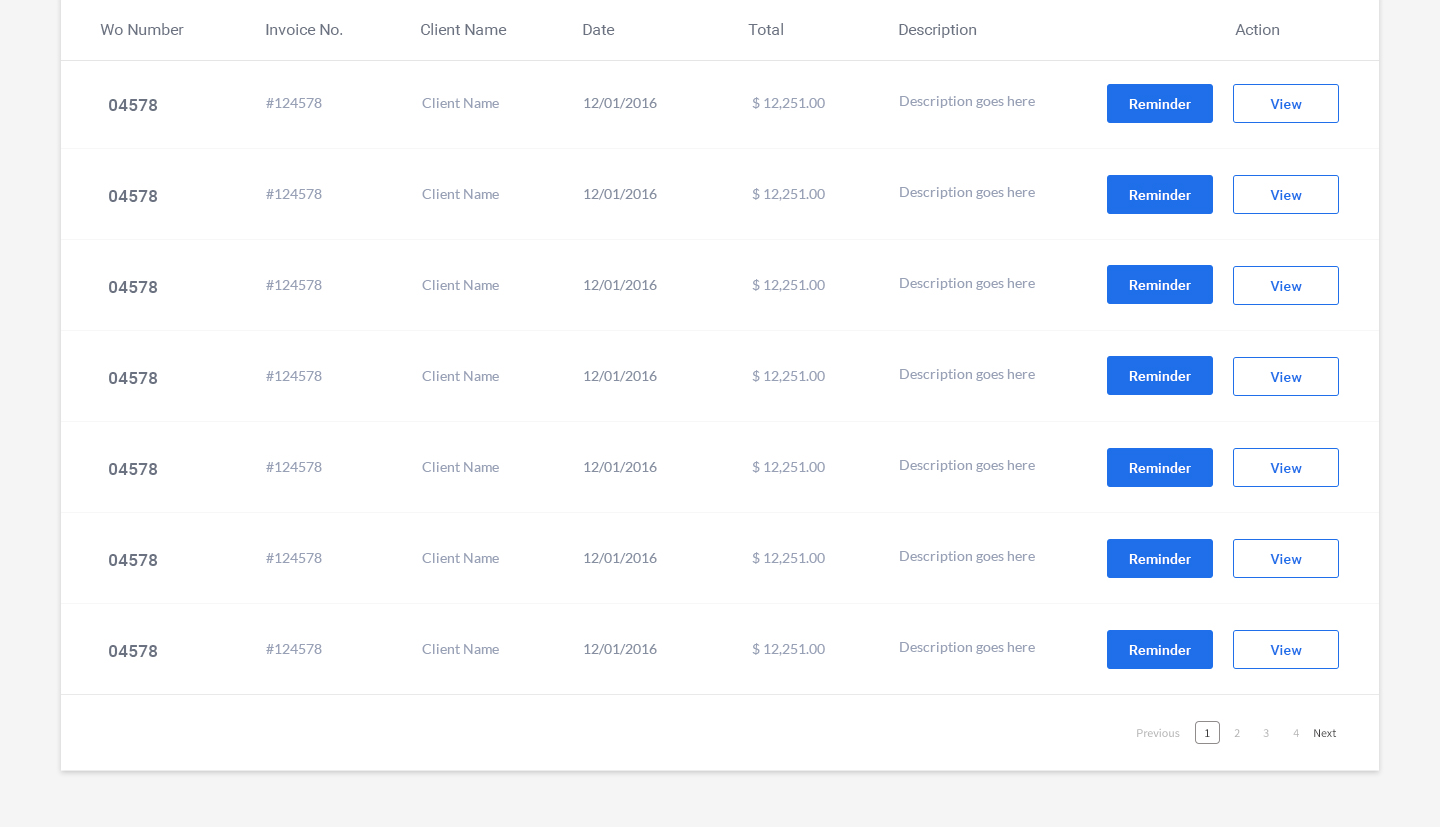 Wo Number Invoice No. Client Name Date Total Description Action
04578 #124578 Client Name 12/01/2016 $ 12,251.00 Description goes here Reminder View
04578 #124578 Client Name 12/01/2016 $ 12,251.00 Description goes here Reminder View
04578 #124578 Client Name 12/01/2016 $ 12,251.00 Description goes here Reminder View
04578 #124578 Client Name 12/01/2016 $ 12,251.00 Description goes here Reminder View
04578 #124578 Client Name 12/01/2016 $ 12,251.00 Description goes here Reminder View
04578 #124578 Client Name 12/01/2016 $ 12,251.00 Description goes here Reminder View
04578 #124578 Client Name 12/01/2016 $ 12,251.00 Description goes here Reminder View
Previous 1 2 3 4 Next